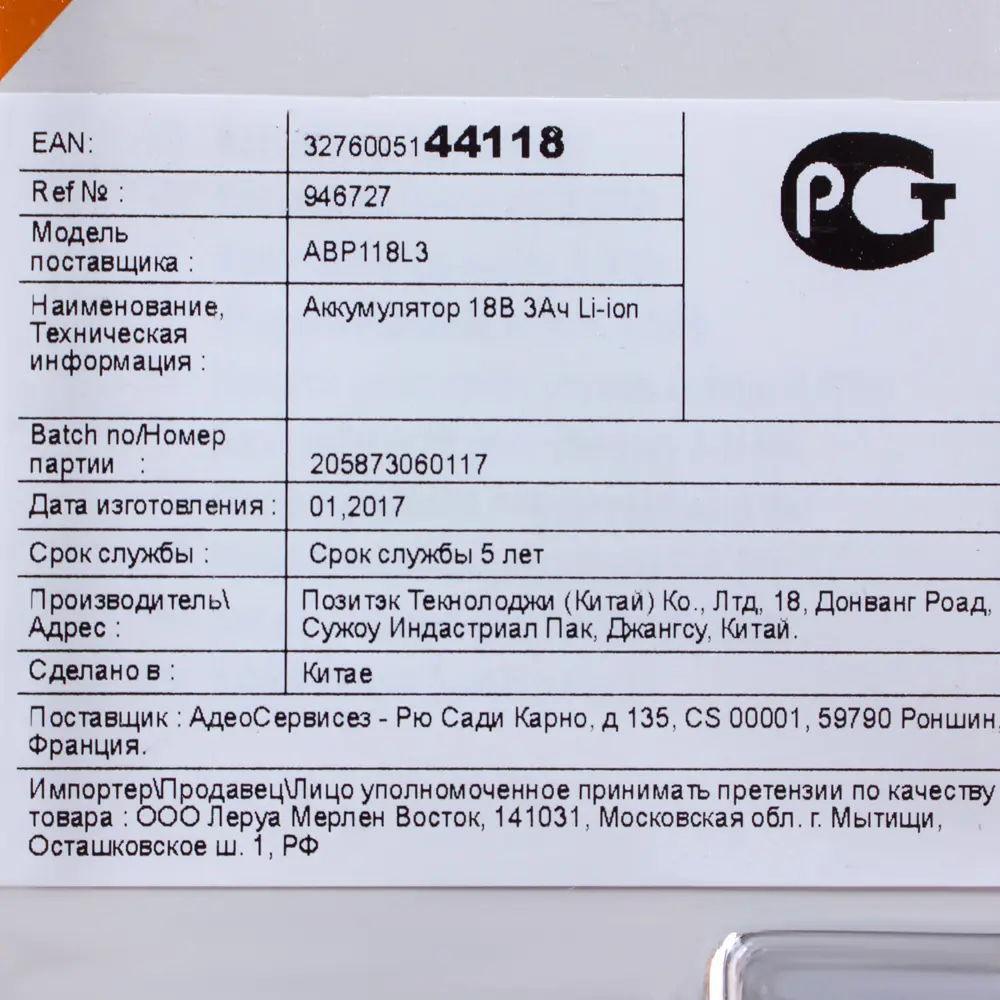 EAN: 3276005144118
Ref № : 946727
Модель
поставщика : ABP118L3
Наименование, Аккумулятор 18В 3Ач Li-ion
Техническая
информация :
Batch no/Номер
партии : 205873060117
Дата изготовления : 01,2017
Срок службы : Срок службы 5 лет
Производитель\ Позитэк Текнолоджи (Китай) Ко., Лтд, 18, Донванг Роад,
Адрес : Сужоу Индастриал Пак, Джангсу, Китай.
Сделано в : Китае
Поставщик : АдеоСервисез - Рю Сади Карно, д 135, CS 00001, 59790 Роншин,
Франция.
Импортер\Продавец\Лицо уполномоченное принимать претензии по качеству
товара : ООО Леруа Мерлен Восток, 141031, Московская обл. г. Мытищи,
Осташковское ш. 1, РФ
РСТ